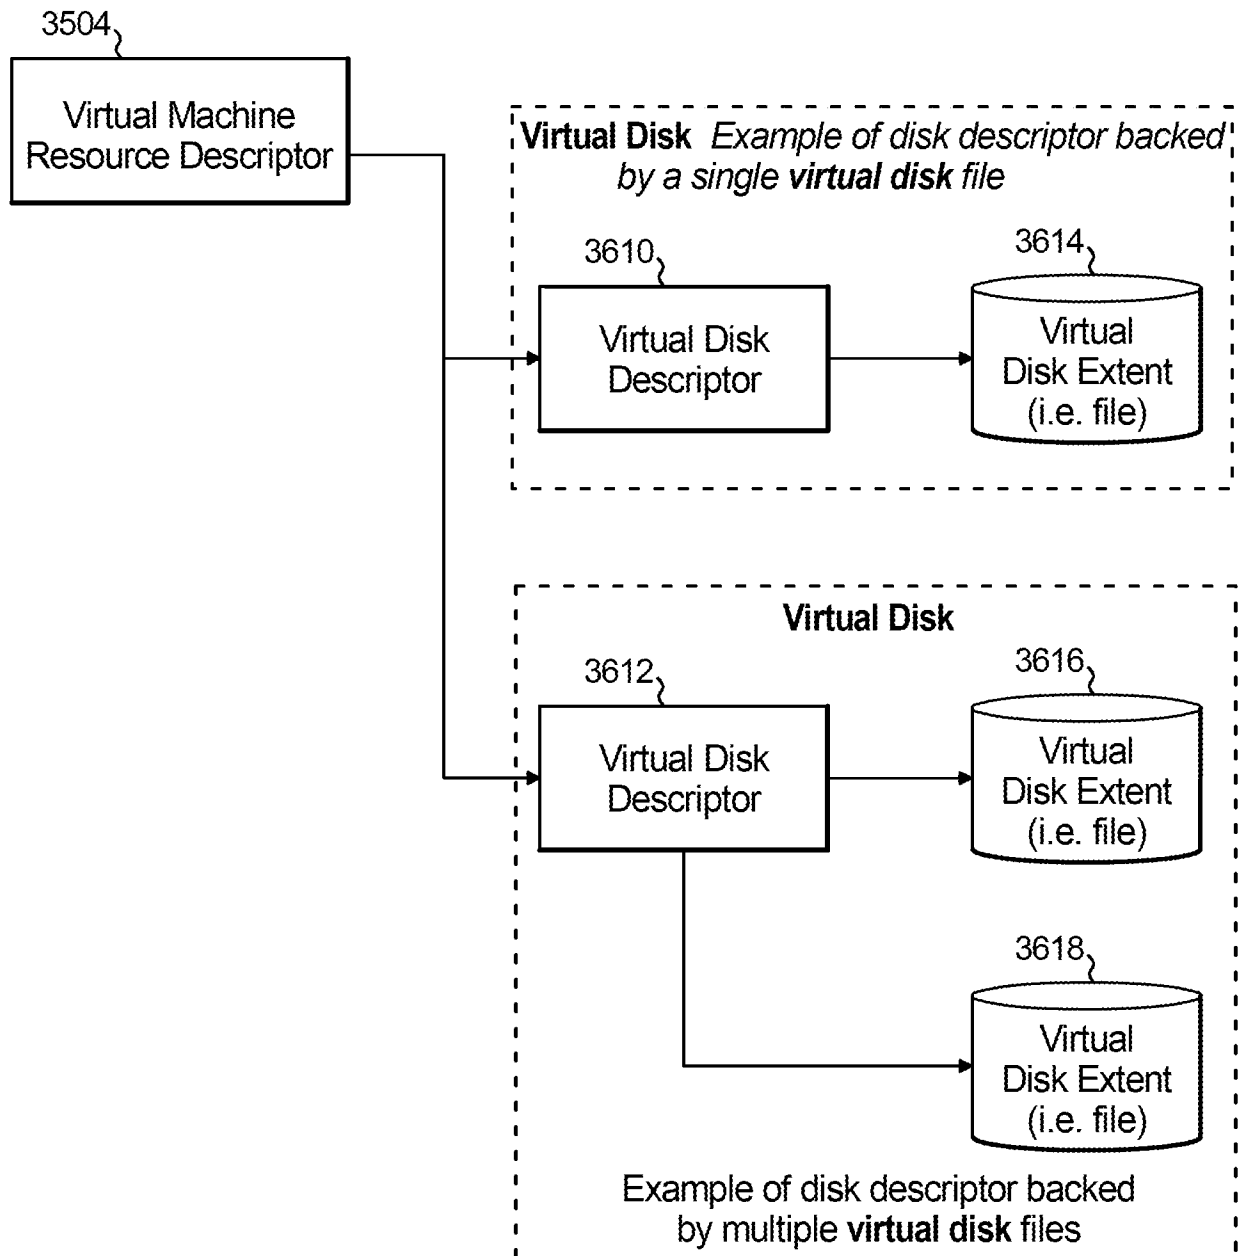 3504
Virtual Machine
Resource Descriptor
Virtual Disk Example of disk descriptor backed
by a single virtual disk file
3610
Virtual Disk
Descriptor
3614
Virtual
Disk Extent
(i.e. file)
Virtual Disk
3612
Virtual Disk
Descriptor
3616
Virtual
Disk Extent
(i.e. file)
3618
Virtual
Disk Extent
(i.e. file)
Example of disk descriptor backed
by multiple virtual disk files